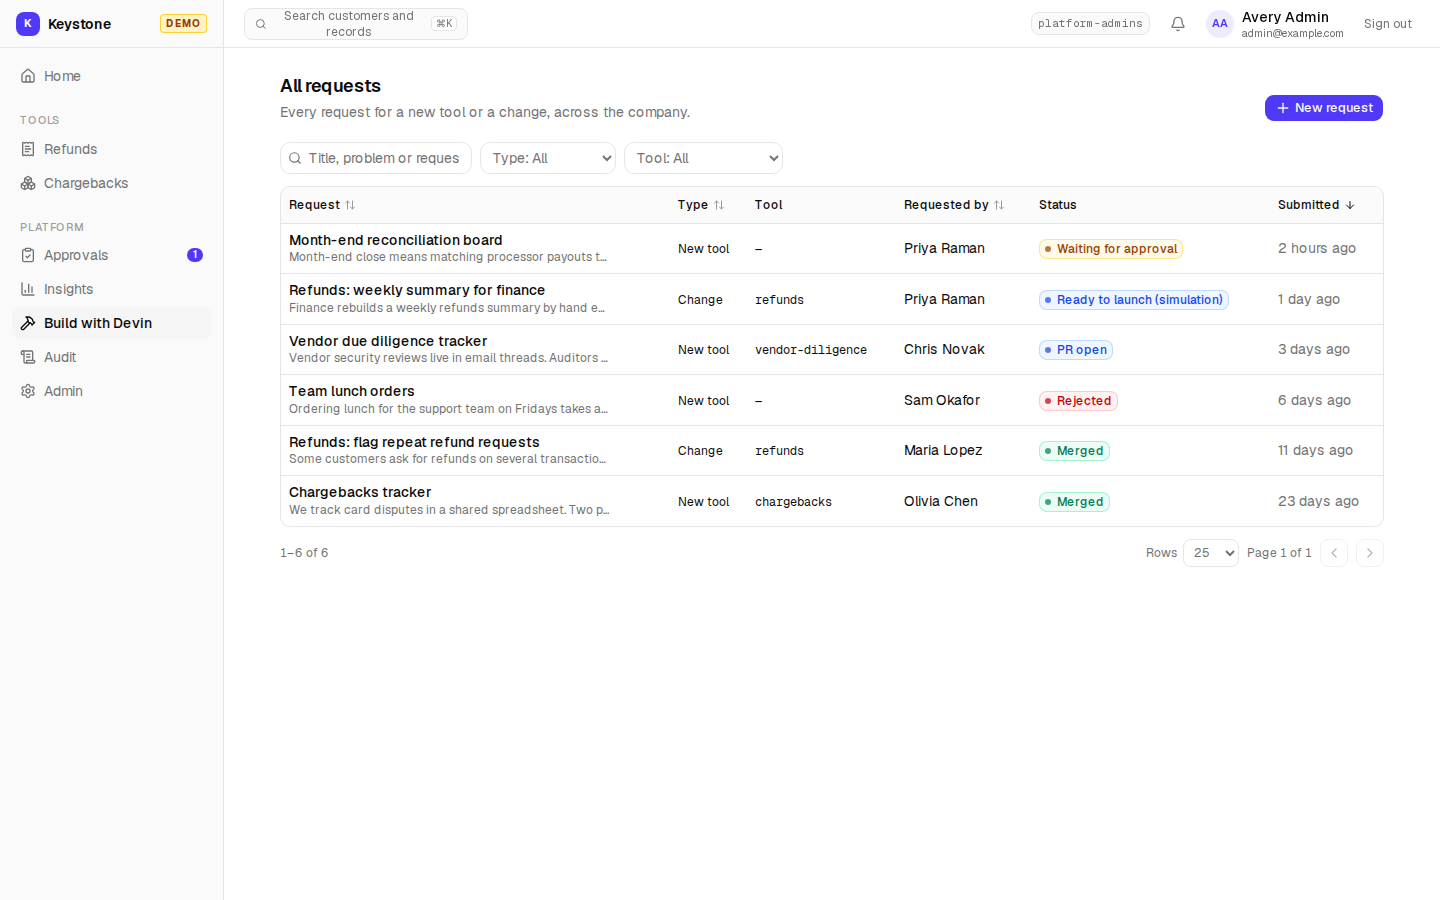 K Keystone DEMO
Search customers and records ⌘K
platform-admins
AA Avery Admin
admin@example.com
Sign out
Home
TOOLS
Refunds
Chargebacks
PLATFORM
Approvals 1
Insights
Build with Devin
Audit
Admin
All requests
Every request for a new tool or a change, across the company.
New request
Title, problem or reques
Type: All
Tool: All
Request Type Tool Requested by Status Submitted
Month-end reconciliation board
Month-end close means matching processor payouts t…
New tool – Priya Raman Waiting for approval 2 hours ago
Refunds: weekly summary for finance
Finance rebuilds a weekly refunds summary by hand e…
Change refunds Priya Raman Ready to launch (simulation) 1 day ago
Vendor due diligence tracker
Vendor security reviews live in email threads. Auditors …
New tool vendor-diligence Chris Novak PR open 3 days ago
Team lunch orders
Ordering lunch for the support team on Fridays takes a…
New tool – Sam Okafor Rejected 6 days ago
Refunds: flag repeat refund requests
Some customers ask for refunds on several transactio…
Change refunds Maria Lopez Merged 11 days ago
Chargebacks tracker
We track card disputes in a shared spreadsheet. Two p…
New tool chargebacks Olivia Chen Merged 23 days ago
1–6 of 6
Rows 25 Page 1 of 1